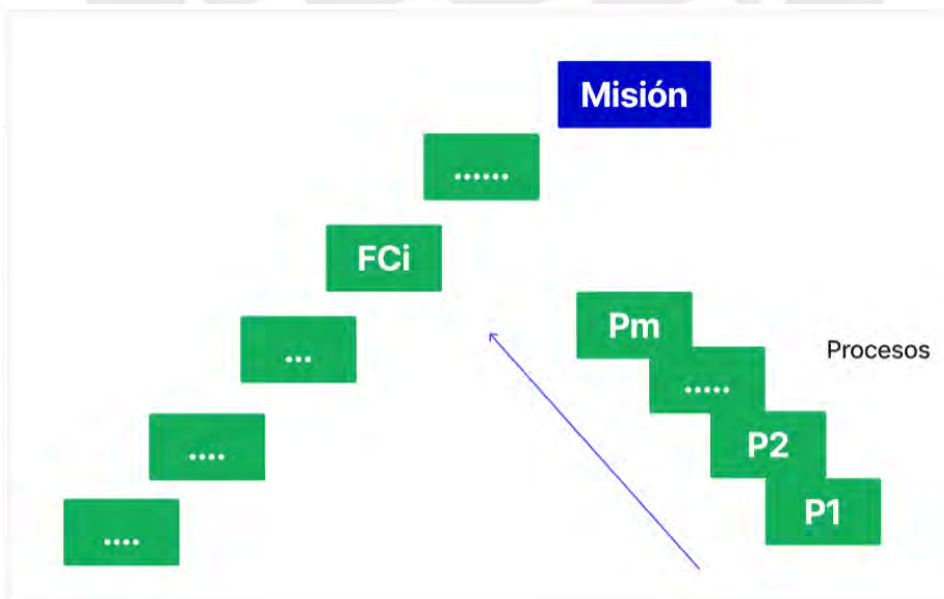 Misión
......
FCi
Pm
...
Procesos
.....
....
P2
P1
....